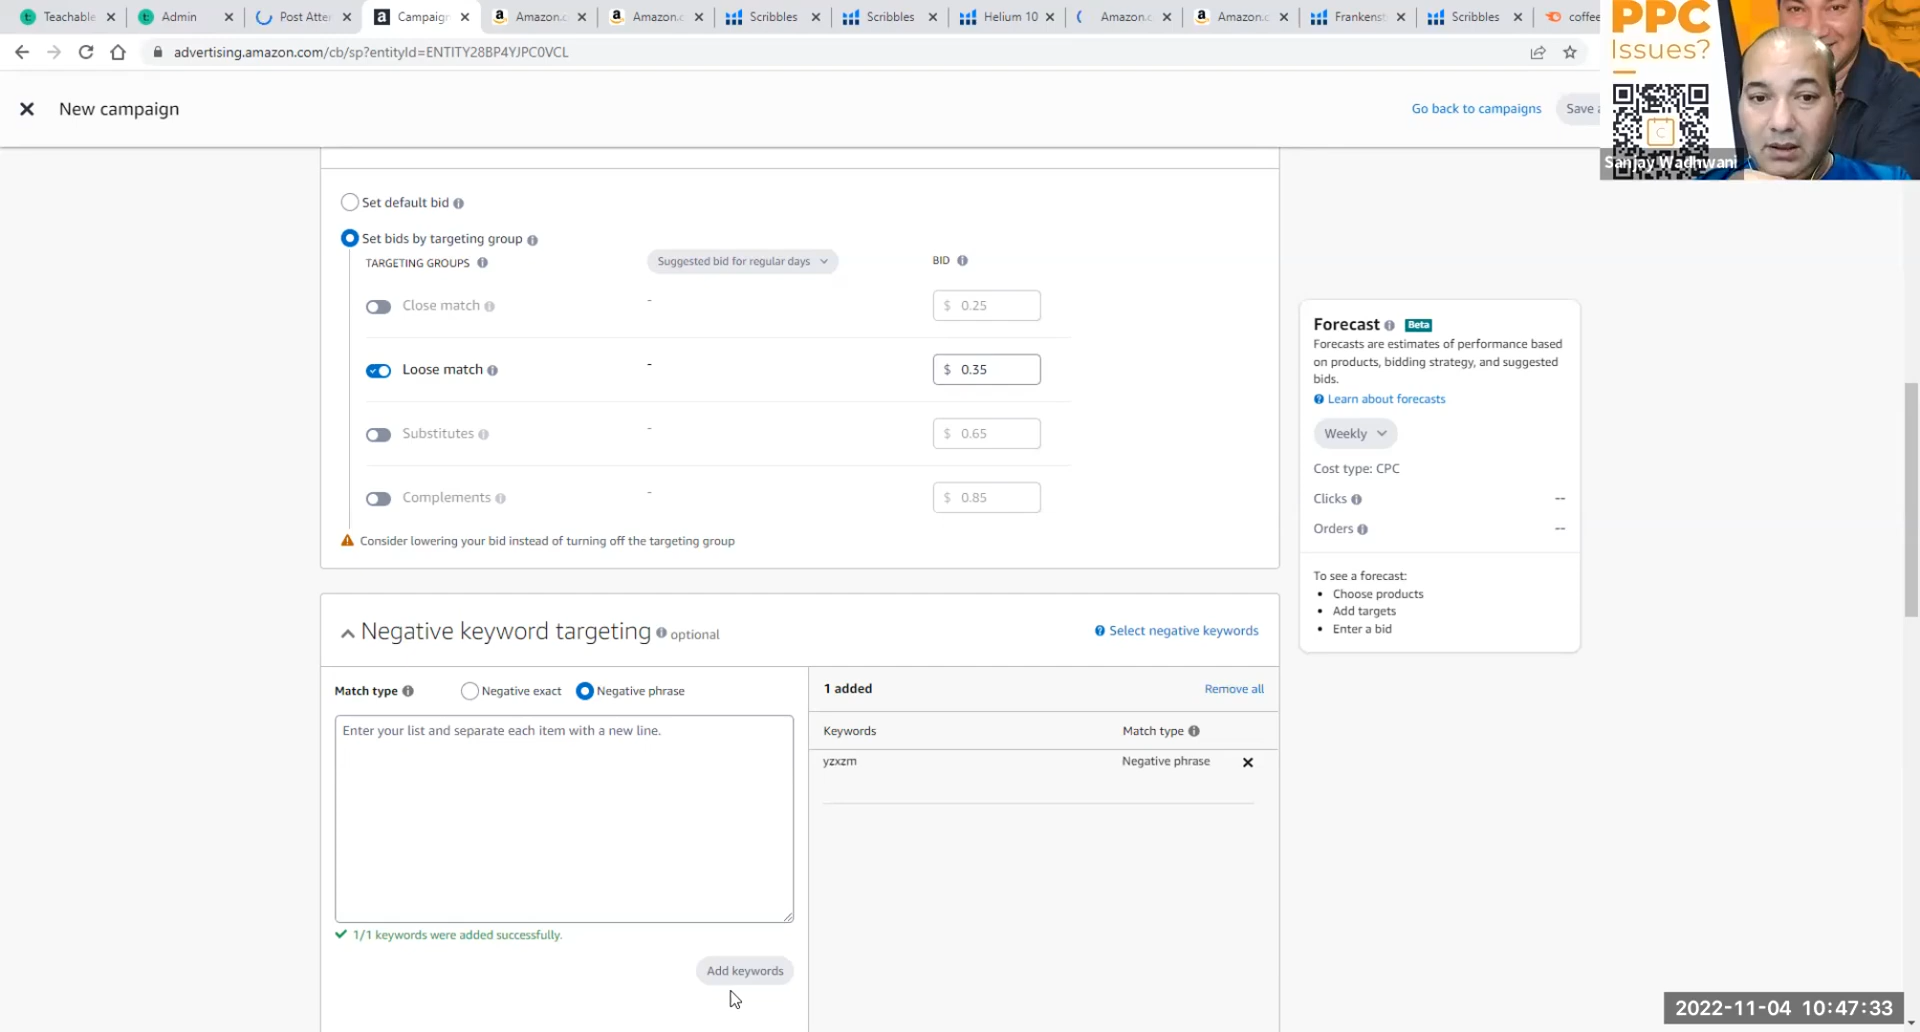 Teachable
Admin
Post Atter
Campaign
Amazon.c
Amazon.c
Scribbles
Scribbles
Helium 10
Amazon.c
Amazon.c
Frankenst
Scribbles
coffee
advertising.amazon.com/cb/sp?entityId=ENTITY28BP4YJPC0VCL
PPC
Issues?
Sanjay Wadhwani
New campaign
Go back to campaigns
Save a
Set default bid
Set bids by targeting group
TARGETING GROUPS
Suggested bid for regular days
BID
Close match
-
$ 0.25
Loose match
-
$ 0.35
Substitutes
-
$ 0.65
Complements
-
$ 0.85
Consider lowering your bid instead of turning off the targeting group
Forecast Beta
Forecasts are estimates of performance based
on products, bidding strategy, and suggested
bids.
Learn about forecasts
Weekly
Cost type: CPC
Clicks --
Orders --
To see a forecast:
• Choose products
• Add targets
• Enter a bid
Negative keyword targeting optional
Select negative keywords
Match type
Negative exact
Negative phrase
Enter your list and separate each item with a new line.
1/1 keywords were added successfully.
Add keywords
1 added
Remove all
Keywords
Match type
yzxzm
Negative phrase
2022-11-04 10:47:33